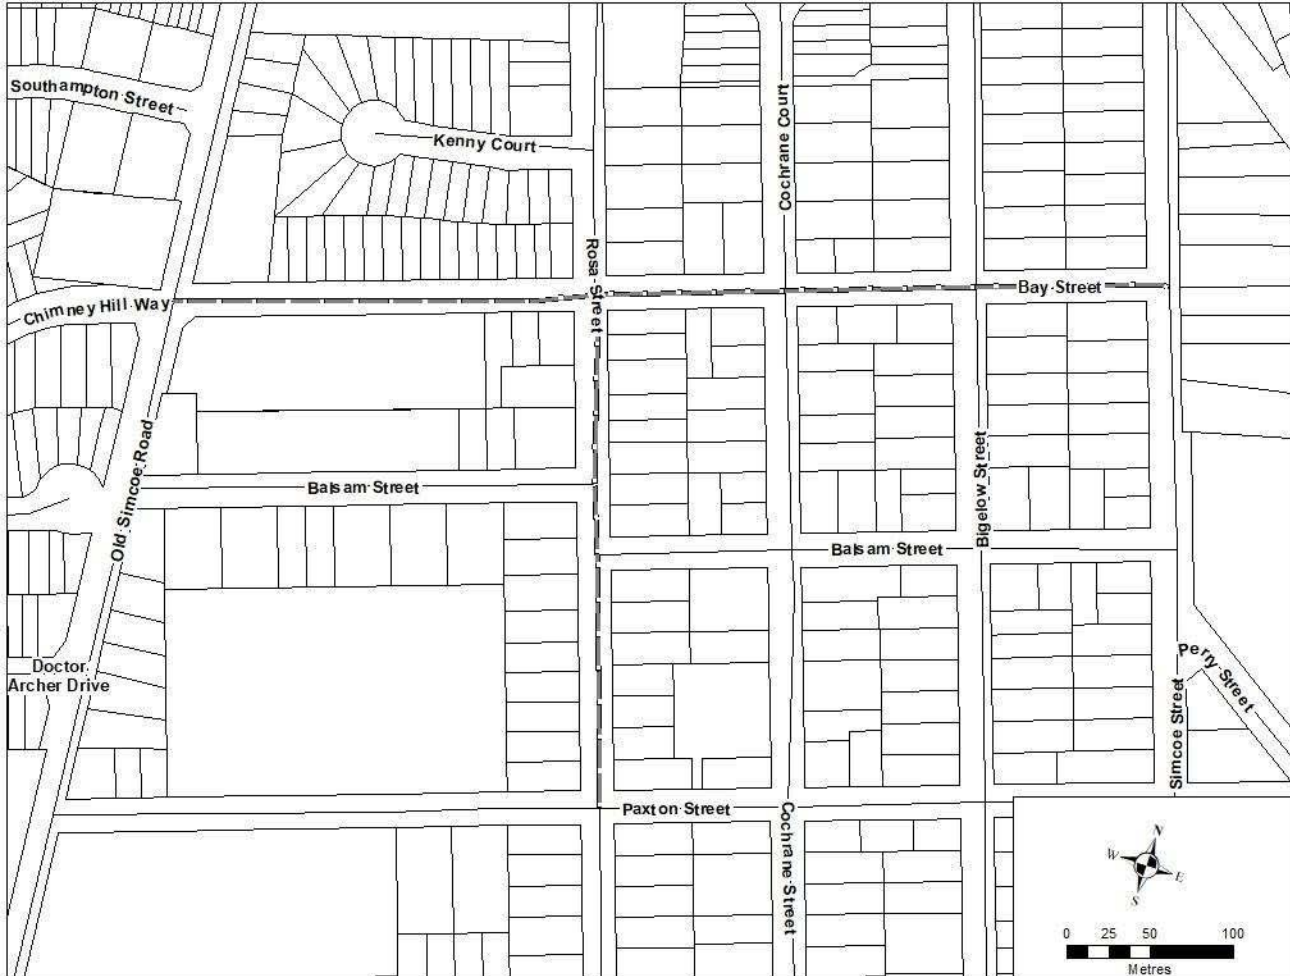 Southampton Street
Kenny Court
Cochrane Court
Rosa Street
Chimney Hill Way
Bay Street
Old Simcoe Road
Balsam Street
Bigelow Street
Balsam Street
Doctor
Archer Drive
Perry Street
Simcoe Street
Paxton Street
Cochrane Street
N
W
E
S
0 25 50 100
Metres